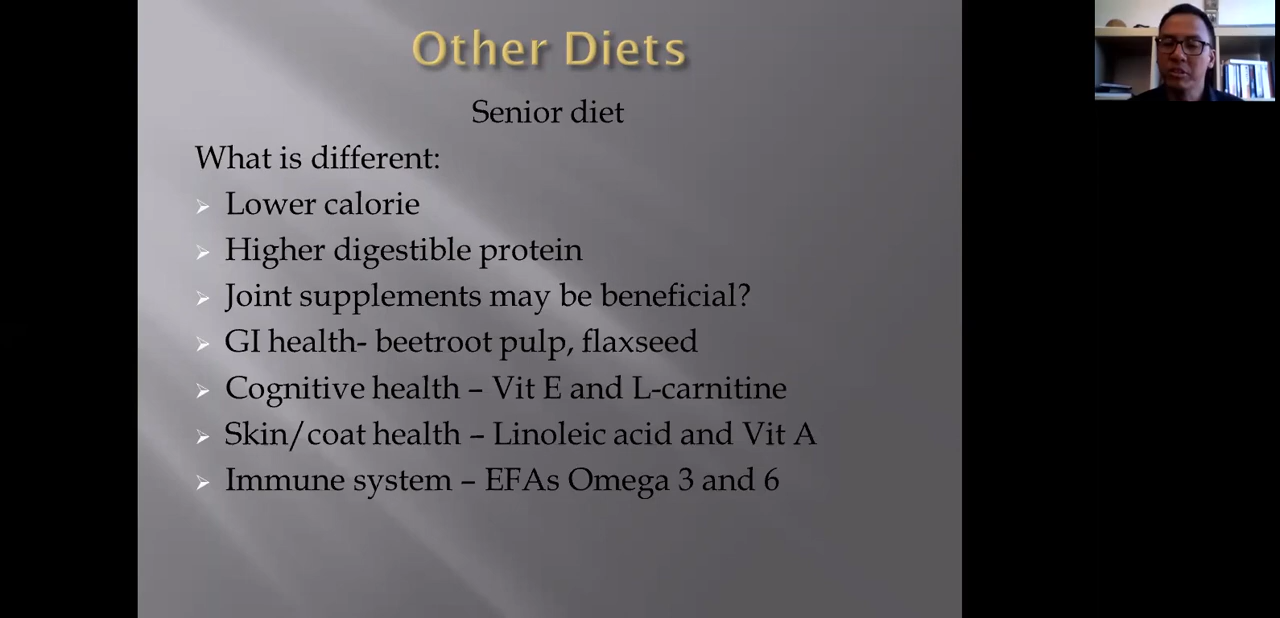 Other Diets
Senior diet
What is different:
Lower calorie
Higher digestible protein
Joint supplements may be beneficial?
GI health- beetroot pulp, flaxseed
Cognitive health – Vit E and L-carnitine
Skin/coat health – Linoleic acid and Vit A
Immune system – EFAs Omega 3 and 6